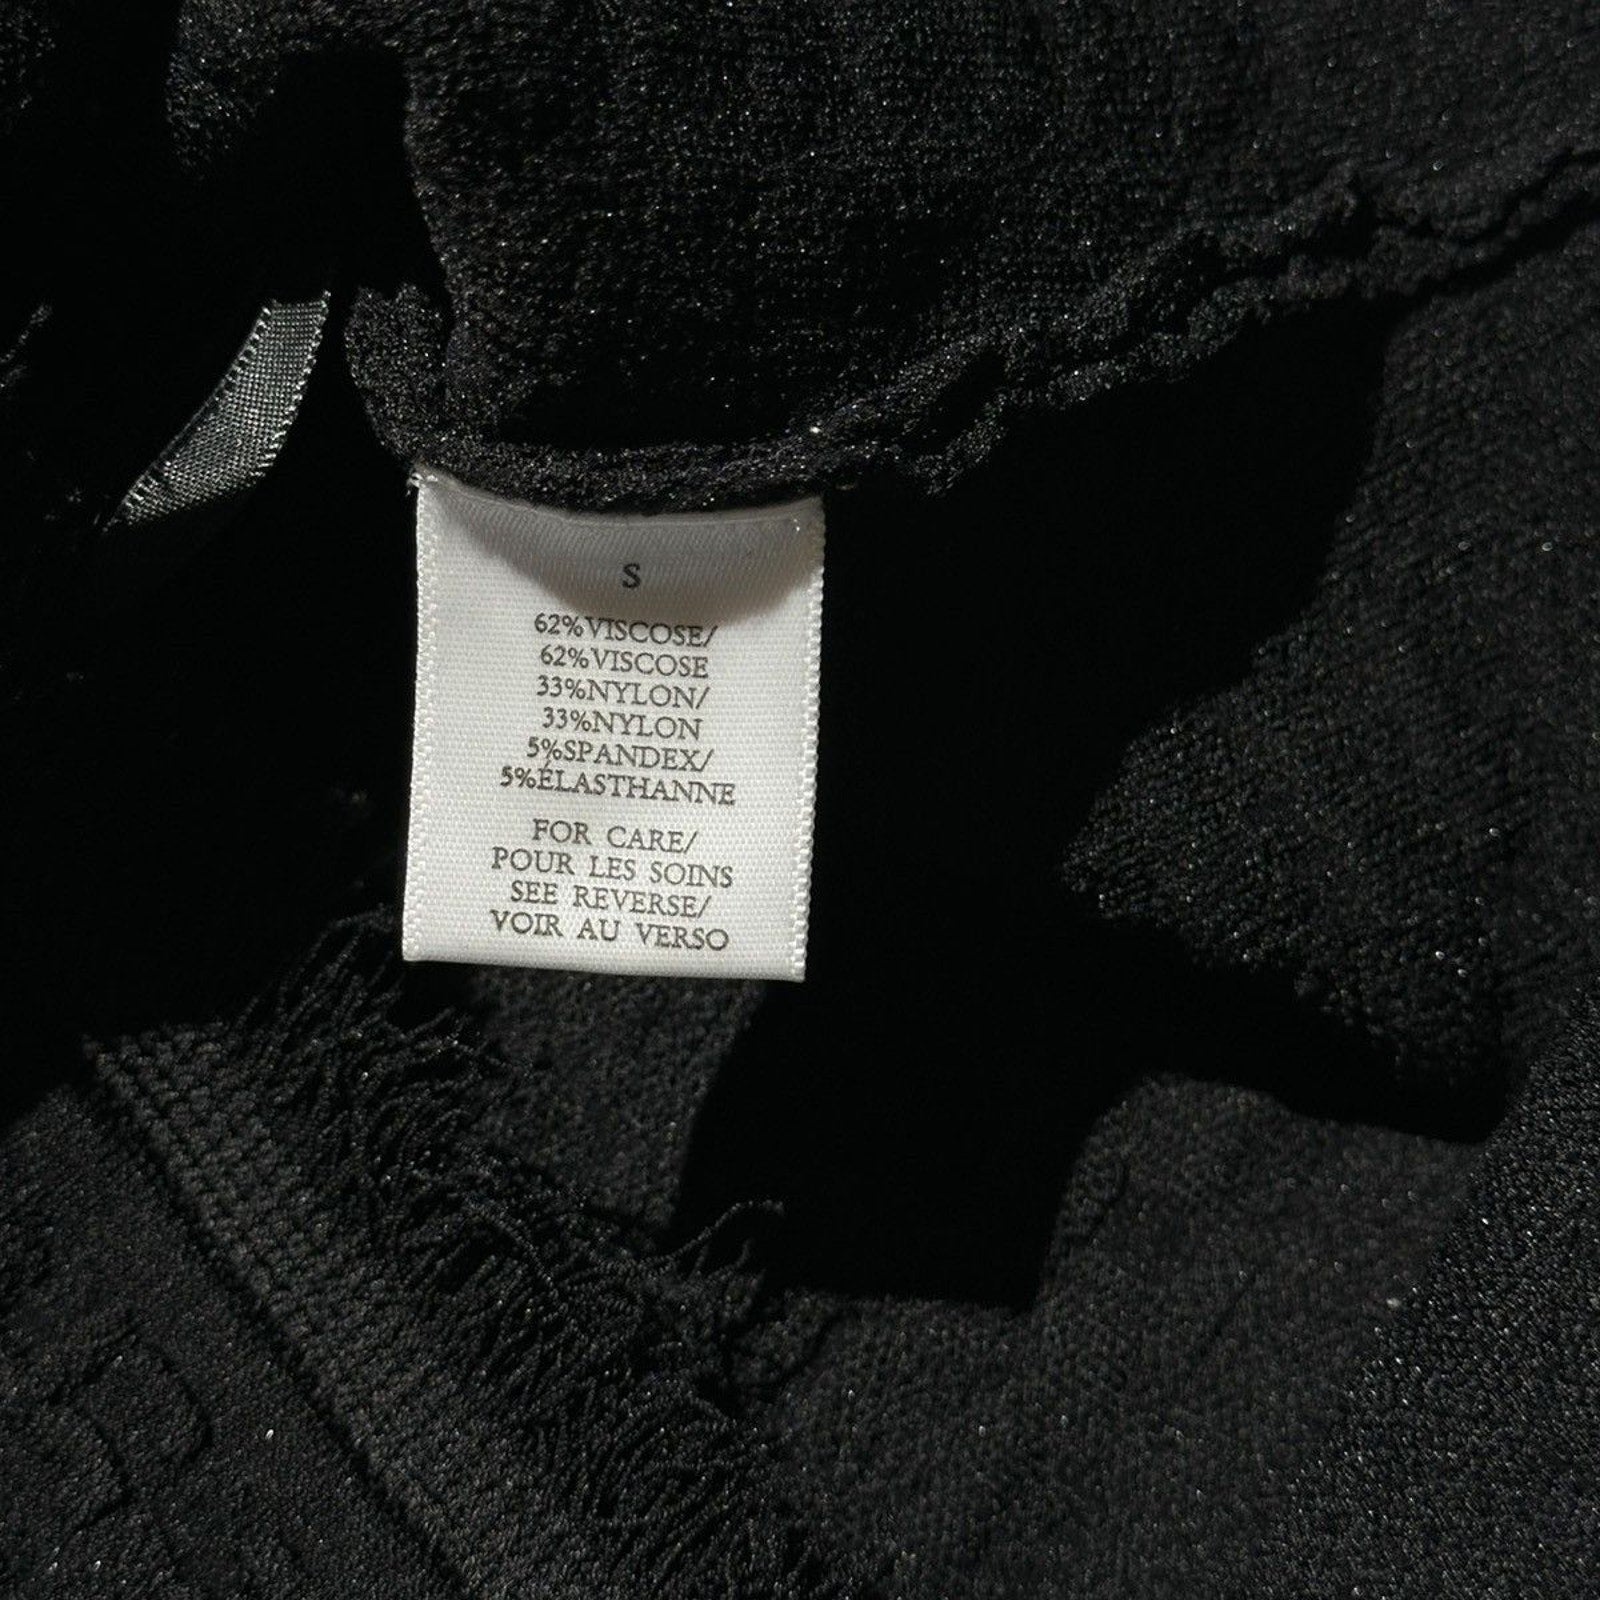 S
62%VISCOSE/
62%VISCOSE
33%NYLON/
33%NYLON
5%SPANDEX/
5%ÉLASTHANNE
FOR CARE/
POUR LES SOINS
SEE REVERSE/
VOIR AU VERSO